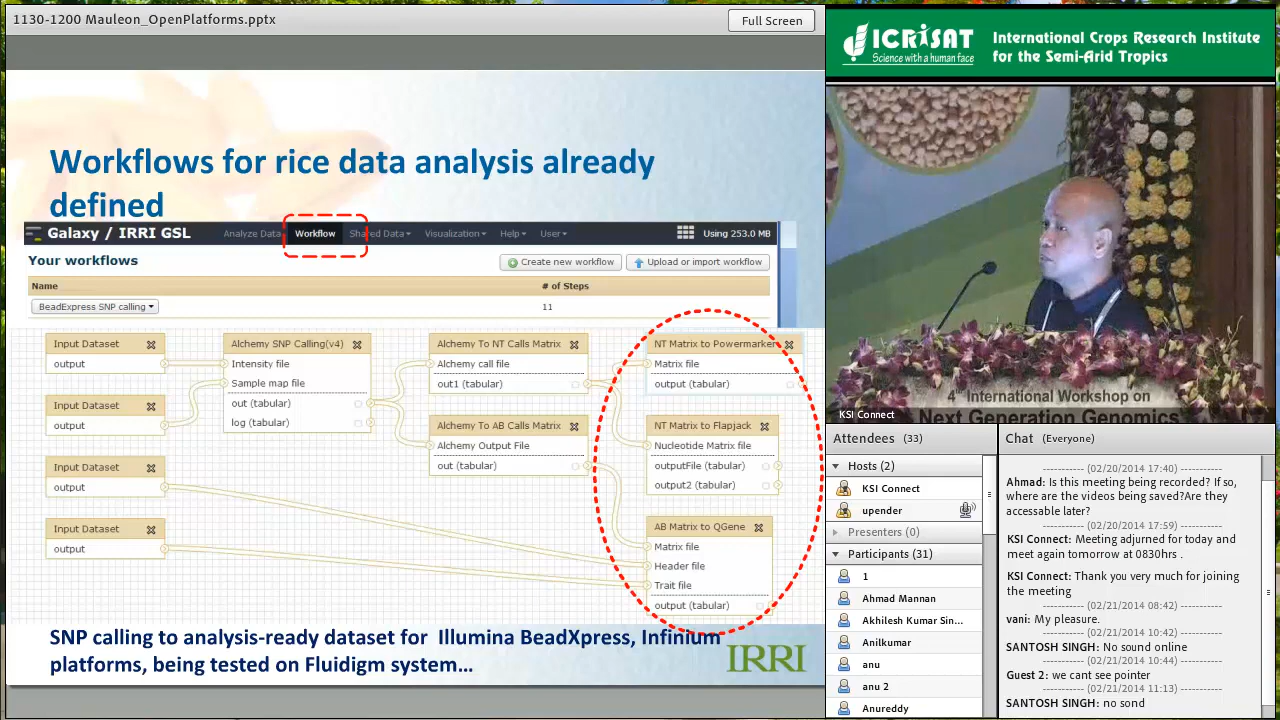 1130-1200 Mauleon_OpenPlatforms.pptx
Full Screen
Workflows for rice data analysis already
defined
Galaxy / IRRI GSL
Analyze Data Workflow Shared Data Visualization Help User
Using 253.0 MB
Your workflows
Create new workflow
Upload or import workflow
Name # of Steps
BeadExpress SNP calling 11
Input Dataset
output
Input Dataset
output
Input Dataset
output
Input Dataset
output
Alchemy SNP Calling(v4)
Intensity file
Sample map file
out (tabular)
log (tabular)
Alchemy To NT Calls Matrix
Alchemy call file
out1 (tabular)
Alchemy To AB Calls Matrix
Alchemy Output File
out (tabular)
NT Matrix to Powermarker
Matrix file
output (tabular)
NT Matrix to Flapjack
Nucleotide Matrix file
outputFile (tabular)
output2 (tabular)
AB Matrix to QGene
Matrix file
Header file
Trait file
output (tabular)
SNP calling to analysis-ready dataset for Illumina BeadXpress, Infinium
platforms, being tested on Fluidigm system...
IRRI
ICRISAT
Science with a human face
International Crops Research Institute
for the Semi-Arid Tropics
4th International Workshop on
Next Generation Genomics
KSI Connect
Attendees (33)
Hosts (2)
KSI Connect
upender
Presenters (0)
Participants (31)
1
Ahmad Mannan
Akhilesh Kumar Sin...
Anilkumar
anu
anu 2
Anureddy
Chat (Everyone)
---------- (02/20/2014 17:40) ----------
Ahmad: Is this meeting being recorded? If so,
where are the videos being saved?Are they
accessable later?
---------- (02/20/2014 17:59) ----------
KSI Connect: Meeting adjurned for today and
meet again tomorrow at 0830hrs .
KSI Connect: Thank you very much for joining
the meeting
---------- (02/21/2014 08:42) ----------
vani: My pleasure.
---------- (02/21/2014 10:42) ----------
SANTOSH SINGH: No sound online
---------- (02/21/2014 10:44) ----------
Guest 2: we cant see pointer
---------- (02/21/2014 11:13) ----------
SANTOSH SINGH: no sond